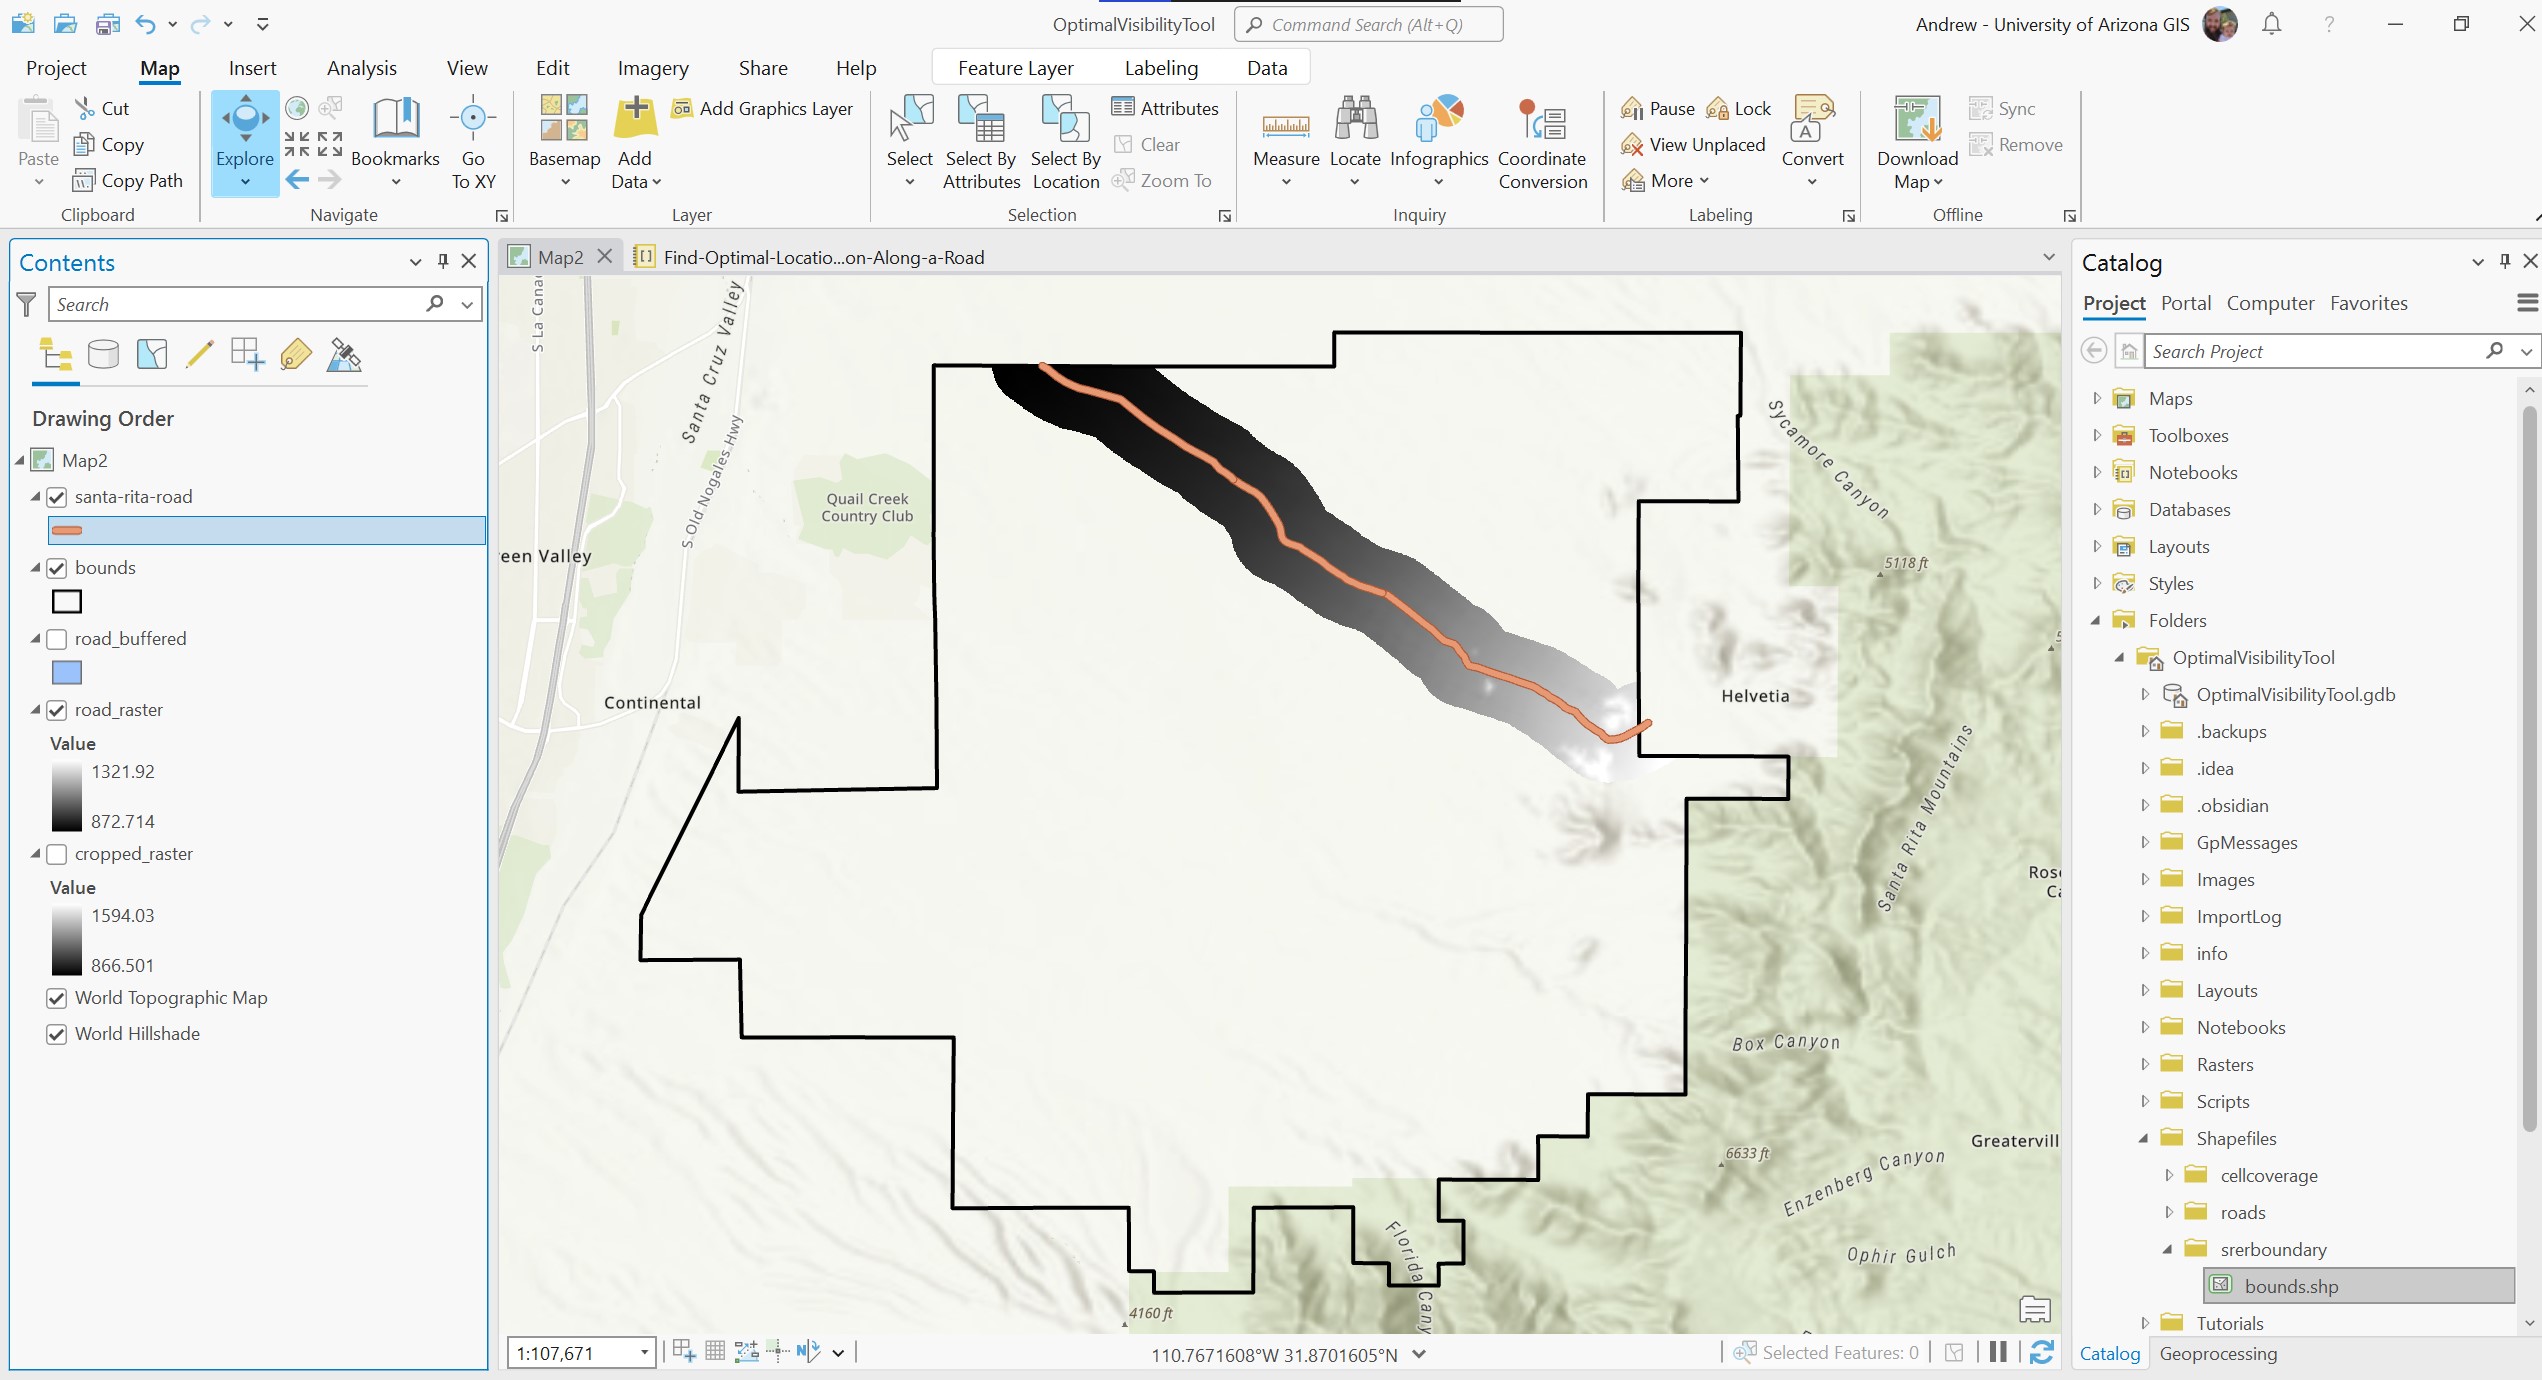 OptimalVisibilityTool
Command Search (Alt+Q)
Andrew - University of Arizona GIS
?
Project
Map
Insert
Analysis
View
Edit
Imagery
Share
Help
Feature Layer
Labeling
Data
Paste
Cut
Copy
Copy Path
Clipboard
Explore
Bookmarks
Go
To XY
Navigate
Basemap
Add
Data
Add Graphics Layer
Layer
Select
Select By
Attributes
Select By
Location
Attributes
Clear
Zoom To
Selection
Measure
Locate
Infographics
Coordinate
Conversion
Inquiry
Pause
Lock
View Unplaced
More
A
Convert
Labeling
Download
Map
Sync
Remove
Offline
Contents
Search
Drawing Order
Map2
santa-rita-road
bounds
road_buffered
road_raster
Value
1321.92
872.714
cropped_raster
Value
1594.03
866.501
World Topographic Map
World Hillshade
Map2
Find-Optimal-Locatio...on-Along-a-Road
S La Cana
Santa Cruz Valley
S Old Nogales Hwy
Quail Creek
Country Club
een Valley
Continental
Sycamore Canyon
5118 ft
Helvetia
Santa Rita Mountains
Rose
Ca
Box Canyon
6633 ft
Greatervill
Enzenberg Canyon
Ophir Gulch
Florida Cany
4160 ft
1:107,671
N
110.7671608°W 31.8701605°N
Selected Features: 0
Catalog
Project
Portal
Computer
Favorites
Search Project
Maps
Toolboxes
Notebooks
Databases
Layouts
Styles
Folders
OptimalVisibilityTool
OptimalVisibilityTool.gdb
.backups
.idea
.obsidian
GpMessages
Images
ImportLog
info
Layouts
Notebooks
Rasters
Scripts
Shapefiles
cellcoverage
roads
srerboundary
bounds.shp
Tutorials
Catalog
Geoprocessing